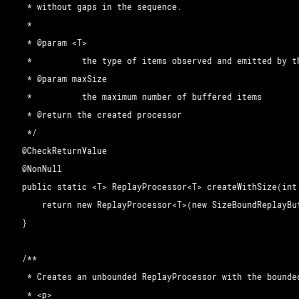 * without gaps in the sequence.
*
* @param <T>
* the type of items observed and emitted by
* @param maxSize
* the maximum number of buffered items
* @return the created processor
*/
@CheckReturnValue
@NonNull
public static <T> ReplayProcessor<T> createWithSize(int
return new ReplayProcessor<T>(new SizeBoundReplayBu
}
/**
* Creates an unbounded ReplayProcessor with the bounded
* <p>